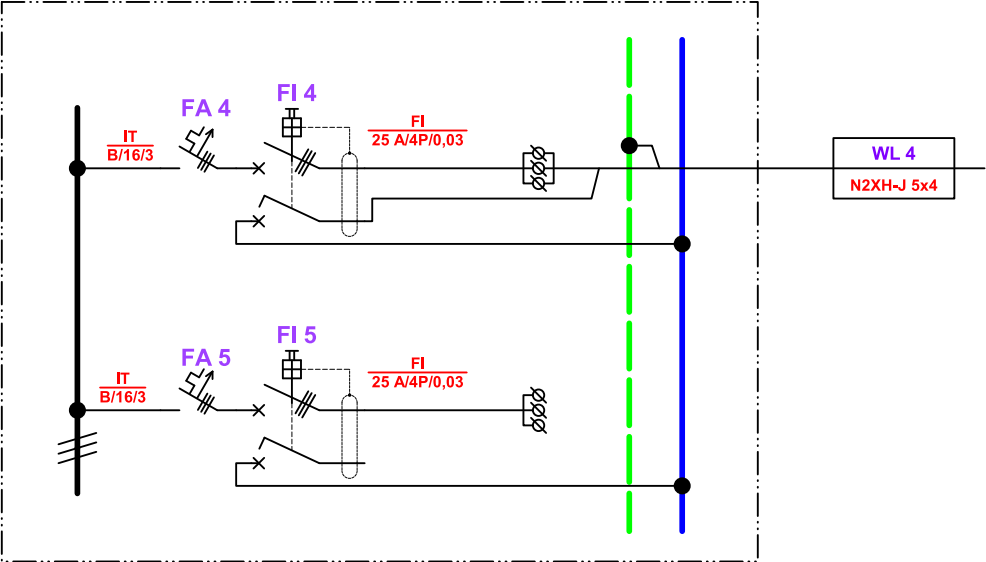 FA 4
FI 4
IT
B/16/3
FI
25 A/4P/0,03
WL 4
N2XH-J 5x4
FA 5
FI 5
IT
B/16/3
FI
25 A/4P/0,03